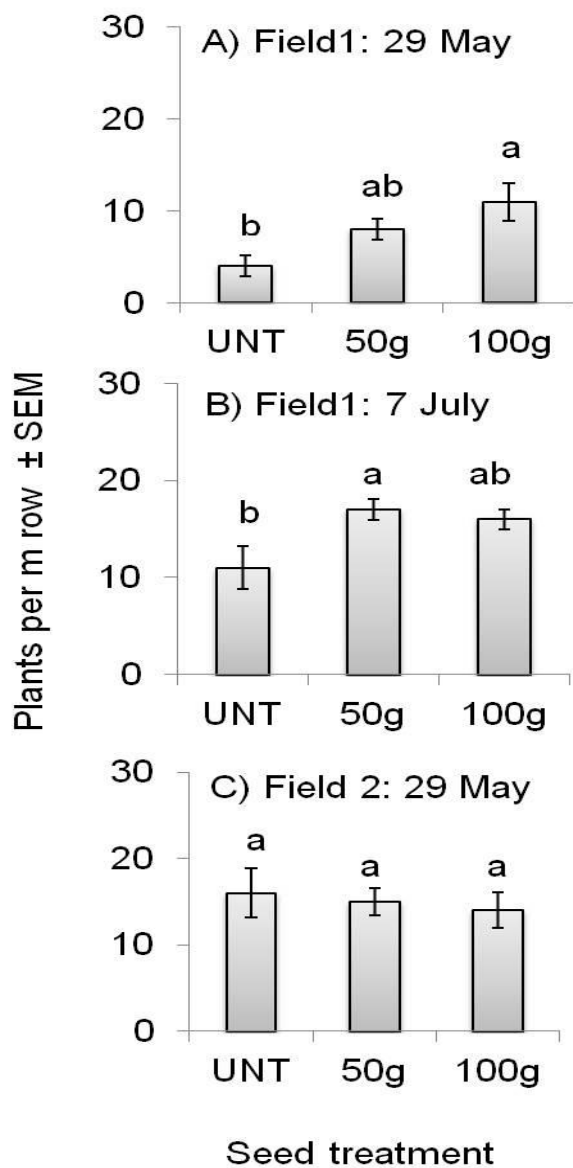 Plants per m row ± SEM
A) Field1: 29 May
30
20
10
0
b
ab
a
UNT 50g 100g
B) Field1: 7 July
30
20
10
0
b
a
ab
UNT 50g 100g
C) Field 2: 29 May
30
20
10
0
a
a
a
UNT 50g 100g
Seed treatment